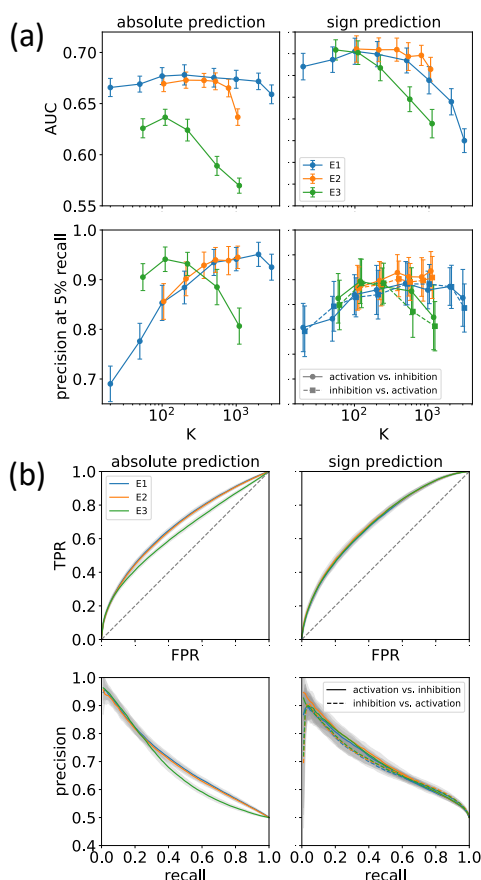 (a)
absolute prediction
sign prediction
0.70
0.65
0.60
0.55
AUC
E1
E2
E3
1.0
0.9
0.8
0.7
precision at 5% recall
activation vs. inhibition
inhibition vs. activation
10² 10³
K
10² 10³
K
(b)
absolute prediction
sign prediction
1.0
0.8
0.6
0.4
0.2
0.0
TPR
E1
E2
E3
FPR
FPR
1.0
0.9
0.8
0.7
0.6
0.5
0.4
precision
activation vs. inhibition
inhibition vs. activation
0.0 0.2 0.4 0.6 0.8 1.0
recall
0.0 0.2 0.4 0.6 0.8 1.0
recall